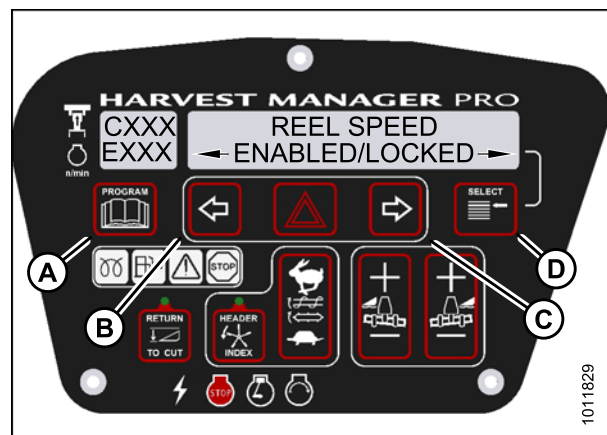 HARVEST MANAGER PRO
CXXX
EXXX
REEL SPEED
ENABLED/LOCKED
n/min
PROGRAM
SELECT
A
B
C
D
STOP
RETURN
TO CUT
HEADER
INDEX
STOP
1011829